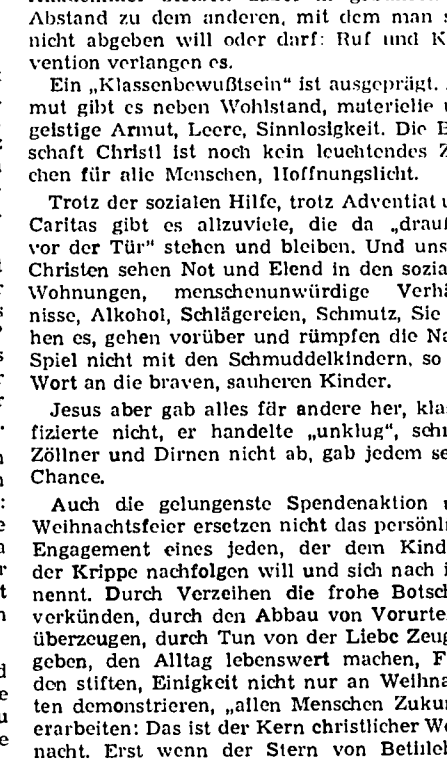 Abstand zu dem anderen, mit dem man s
nicht abgeben will oder darf: Ruf und K
vention verlangen es.
Ein „Klassenbewußtsein" ist ausgeprägt.
mut gibt es neben Wohlstand, materielle
geistige Armut, Leere, Sinnlosigkeit. Die B
schaft Christi ist noch kein leuchtendes Z
chen für alle Menschen, Hoffnungslicht.
Trotz der sozialen Hilfe, trotz Adventiat u
Caritas gibt es allzuviele, die da „drauß
vor der Tür" stehen und bleiben. Und uns
Christen sehen Not und Elend in den sozia
Wohnungen, menschenunwürdige Verhä
nisse, Alkohol, Schlägereien, Schmutz, Sie
hen es, gehen vorüber und rümpfen die Na
Spiel nicht mit den Schmuddelkindern, so
Wort an die braven, sauberen Kinder.
Jesus aber gab alles für andere her, klas
fizierte nicht, er handelte „unklug", schr
Zöllner und Dirnen nicht ab, gab jedem se
Chance.
Auch die gelungenste Spendenaktion u
Weihnachtsfeier ersetzen nicht das persönli
Engagement eines jeden, der dem Kind
der Krippe nachfolgen will und sich nach i
nennt. Durch Verzeihen die frohe Botsch
verkünden, durch den Abbau von Vorurte
überzeugen, durch Tun von der Liebe Zeug
geben, den Alltag lebenswert machen, F
den stiften, Einigkeit nicht nur an Weihna
ten demonstrieren, „allen Menschen Zukun
erarbeiten: Das ist der Kern christlicher We
nacht. Erst wenn der Stern von Bethleh